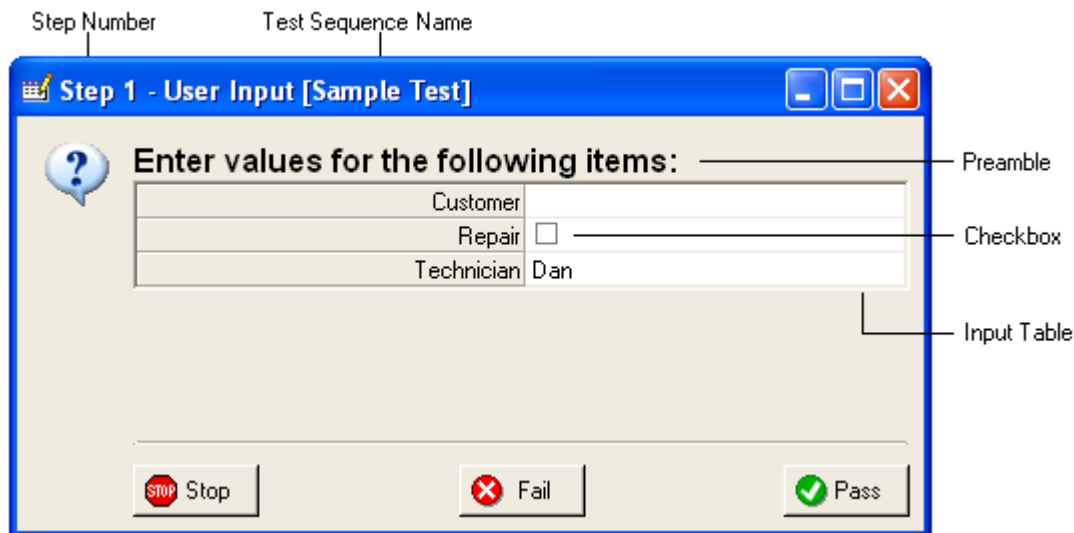 Step Number Test Sequence Name
Step 1 - User Input [Sample Test]
Enter values for the following items: Preamble
Customer
Repair Checkbox
Technician Dan
Input Table
STOP Stop Fail Pass